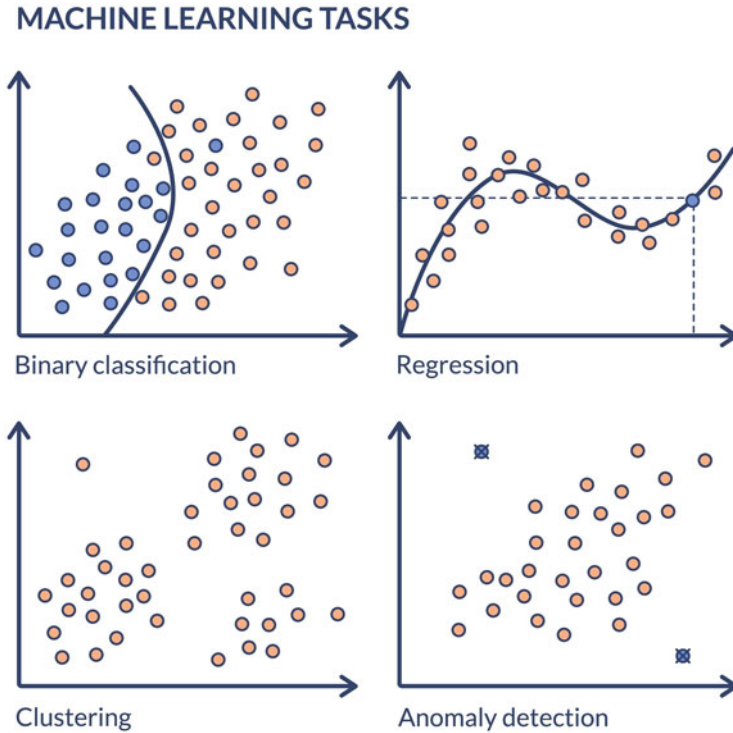 MACHINE LEARNING TASKS
Binary classification
Regression
Clustering
Anomaly detection